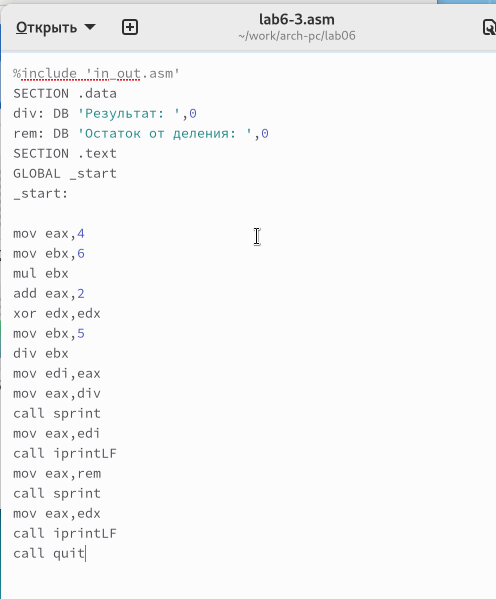 Открыть
lab6-3.asm
~/work/arch-pc/lab06
%include 'in_out.asm'
SECTION .data
div: DB 'Результат: ',0
rem: DB 'Остаток от деления: ',0
SECTION .text
GLOBAL _start
_start:
mov eax,4
mov ebx,6
mul ebx
add eax,2
xor edx,edx
mov ebx,5
div ebx
mov edi,eax
mov eax,div
call sprint
mov eax,edi
call iprintLF
mov eax,rem
call sprint
mov eax,edx
call iprintLF
call quit